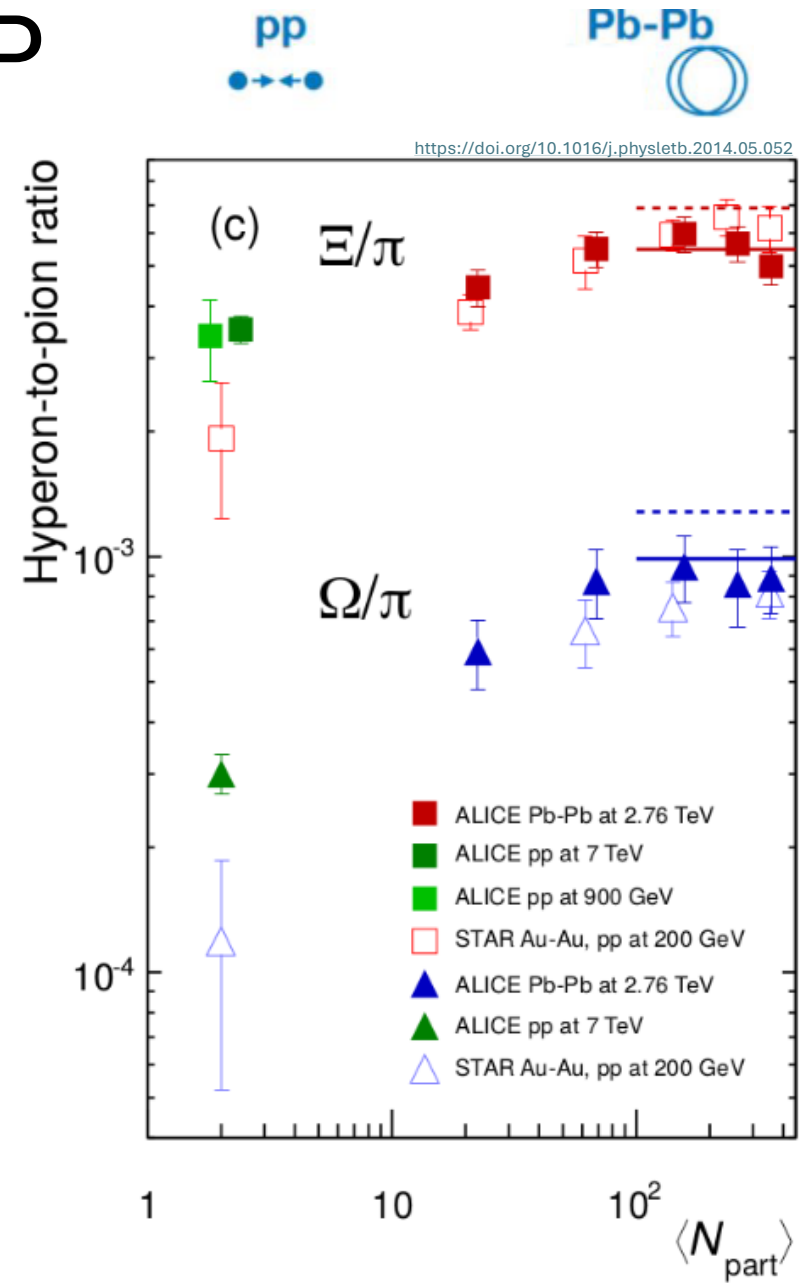 pp
Pb-Pb
https://doi.org/10.1016/j.physletb.2014.05.052
Hyperon-to-pion ratio
(c)
Ξ/π
10⁻³
Ω/π
ALICE Pb-Pb at 2.76 TeV
ALICE pp at 7 TeV
ALICE pp at 900 GeV
STAR Au-Au, pp at 200 GeV
10⁻⁴
ALICE Pb-Pb at 2.76 TeV
ALICE pp at 7 TeV
STAR Au-Au, pp at 200 GeV
1 10 10²
⟨N_part⟩